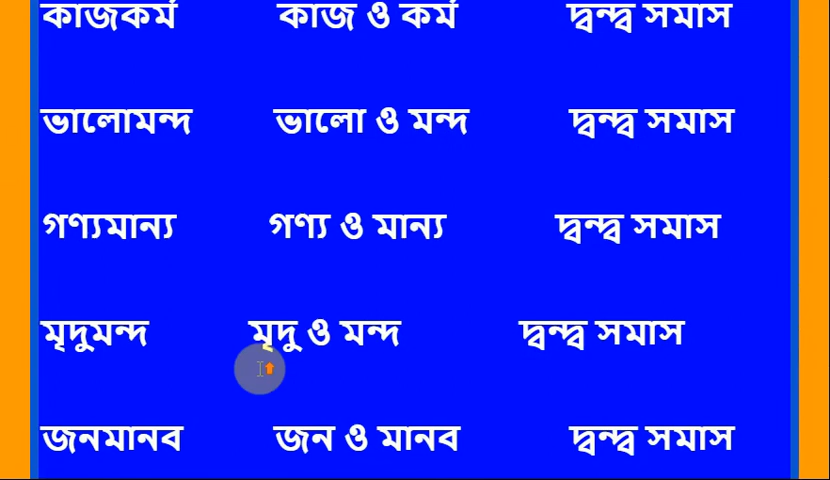 কাজকর্ম কাজ ও কর্ম দ্বন্দ্ব সমাস
ভালোমন্দ ভালো ও মন্দ দ্বন্দ্ব সমাস
গণ্যমান্য গণ্য ও মান্য দ্বন্দ্ব সমাস
মৃদুমন্দ মৃদু ও মন্দ দ্বন্দ্ব সমাস
জনমানব জন ও মানব দ্বন্দ্ব সমাস